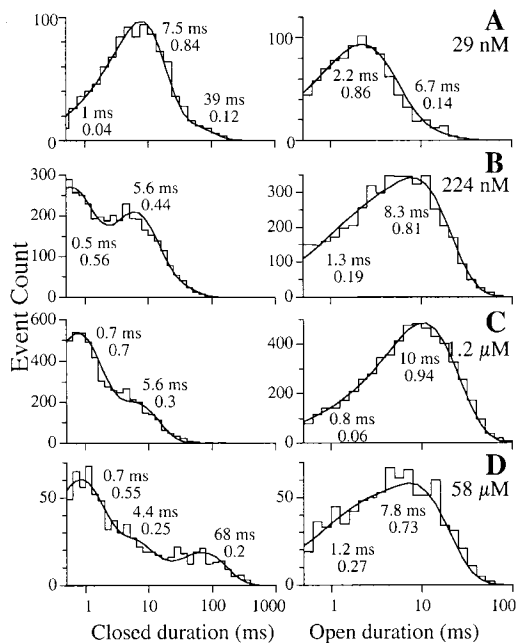 A
29 nM
100
0
7.5 ms
0.84
1 ms
0.04
39 ms
0.12
100
0
2.2 ms
0.86
6.7 ms
0.14
B
224 nM
300
200
100
0
5.6 ms
0.44
0.5 ms
0.56
300
200
100
0
8.3 ms
0.81
1.3 ms
0.19
Event Count
C
1.2 µM
600
400
200
0
0.7 ms
0.7
5.6 ms
0.3
400
200
0
10 ms
0.94
0.8 ms
0.06
D
58 µM
50
0
0.7 ms
0.55
4.4 ms
0.25
68 ms
0.2
50
0
7.8 ms
0.73
1.2 ms
0.27
1 10 100 1000
1 10 100
Closed duration (ms)
Open duration (ms)